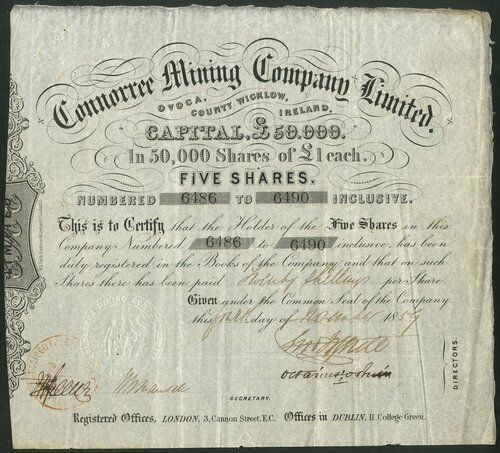 Connorree Mining Company Limited.
OVOCA,
COUNTY WICKLOW,
IRELAND,
CAPITAL. £50.000.
In 50,000 Shares of £1 each.
FIVE SHARES.
NUMBERED 6486 TO 6490 INCLUSIVE.
This is to Certify that the Holder of the Five Shares in this
Company Numbered 6486 to 6490 inclusive, has been
duly registered in the Books of the Company and that on such
Shares there has been paid Twenty Shillings per Share.
Given under the Common Seal of the Company,
this fourth day of November 1859
DIRECTORS.
SECRETARY.
Registered Offices, LONDON, 3, Cannon Street, E.C. Offices in DUBLIN, 11, College Green.